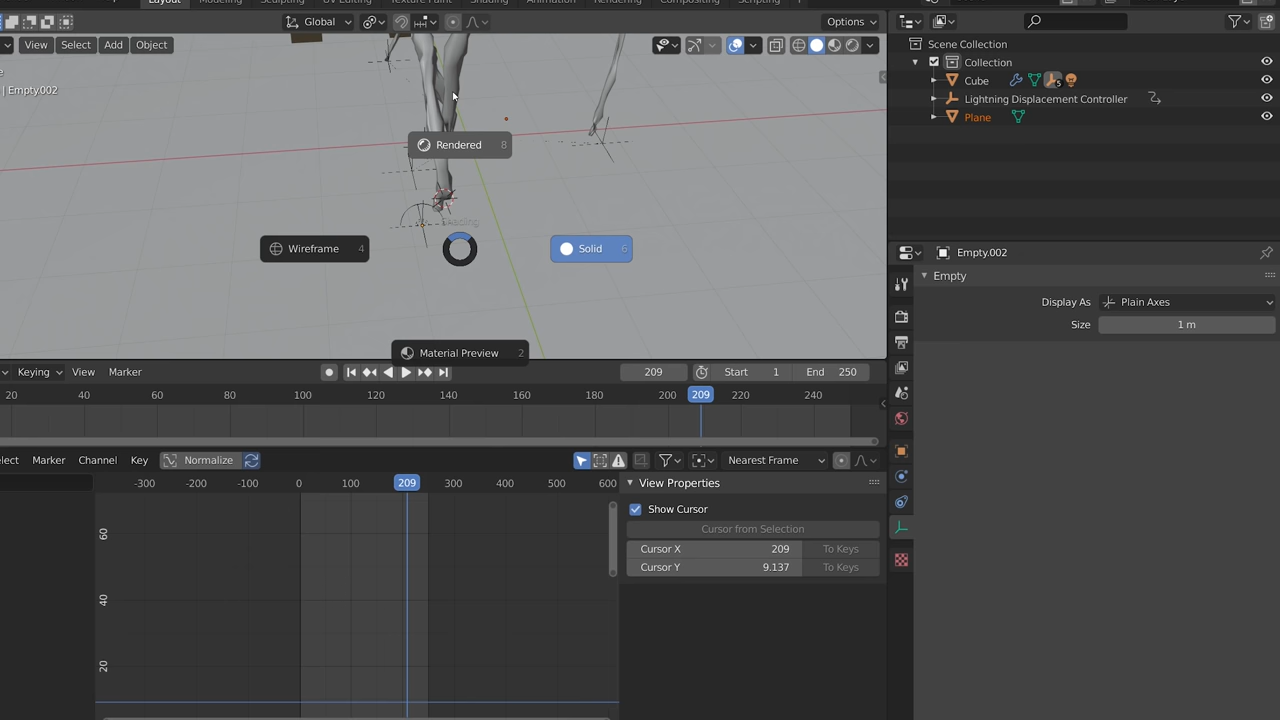 Layout Modeling Sculpting UV Editing Texture Paint Shading Animation Rendering Compositing Scripting
Global
Options
View Select Add Object
| Empty.002
Rendered 8
Shading
Wireframe 4
Solid 6
Material Preview 2
Scene Collection
Collection
Cube 5
Lightning Displacement Controller
Plane
Empty.002
Empty
Display As Plain Axes
Size 1 m
Keying View Marker 209 Start 1 End 250
20 40 60 80 100 120 140 160 180 200 209 220 240
Marker Channel Key Normalize Nearest Frame
-300 -200 -100 0 100 209 300 400 500 600
60
40
20
View Properties
Show Cursor
Cursor from Selection
Cursor X 209 To Keys
Cursor Y 9.137 To Keys